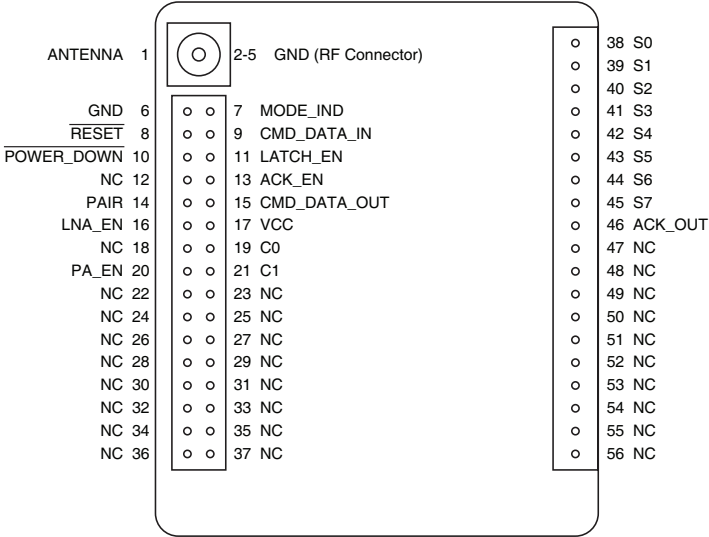 ANTENNA 1 2-5 GND (RF Connector)
GND 6 7 MODE_IND
RESET 8 9 CMD_DATA_IN
POWER_DOWN 10 11 LATCH_EN
NC 12 13 ACK_EN
PAIR 14 15 CMD_DATA_OUT
LNA_EN 16 17 VCC
NC 18 19 C0
PA_EN 20 21 C1
NC 22 23 NC
NC 24 25 NC
NC 26 27 NC
NC 28 29 NC
NC 30 31 NC
NC 32 33 NC
NC 34 35 NC
NC 36 37 NC
38 S0
39 S1
40 S2
41 S3
42 S4
43 S5
44 S6
45 S7
46 ACK_OUT
47 NC
48 NC
49 NC
50 NC
51 NC
52 NC
53 NC
54 NC
55 NC
56 NC